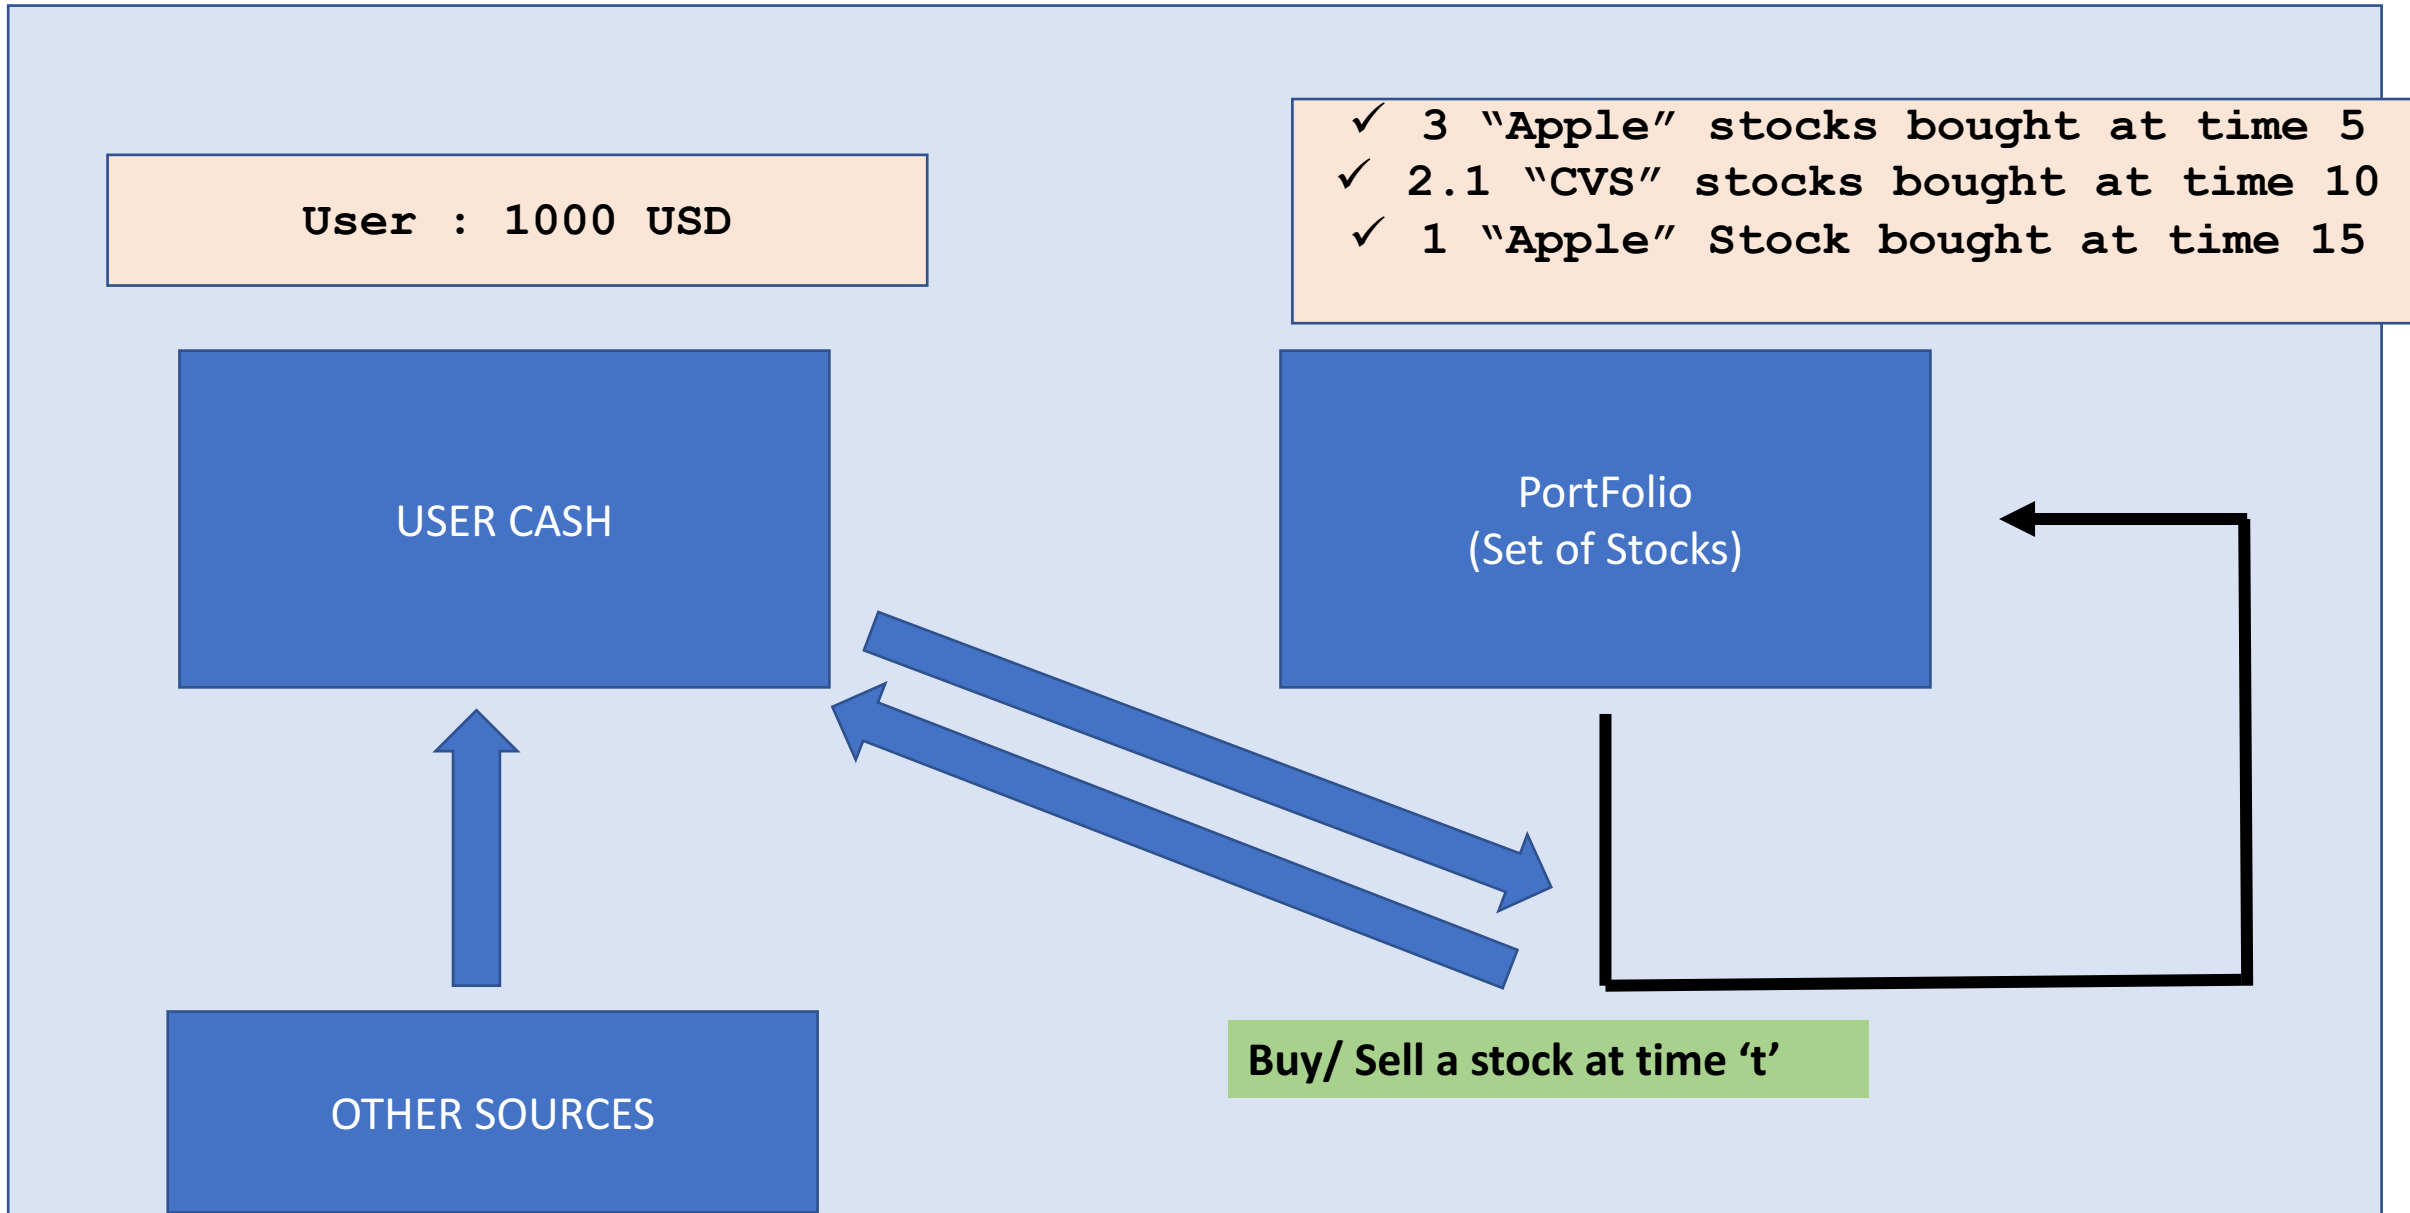 User : 1000 USD
✓ 3 “Apple” stocks bought at time 5
✓ 2.1 “CVS” stocks bought at time 10
✓ 1 “Apple” Stock bought at time 15
USER CASH
PortFolio
(Set of Stocks)
Buy/ Sell a stock at time ‘t’
OTHER SOURCES